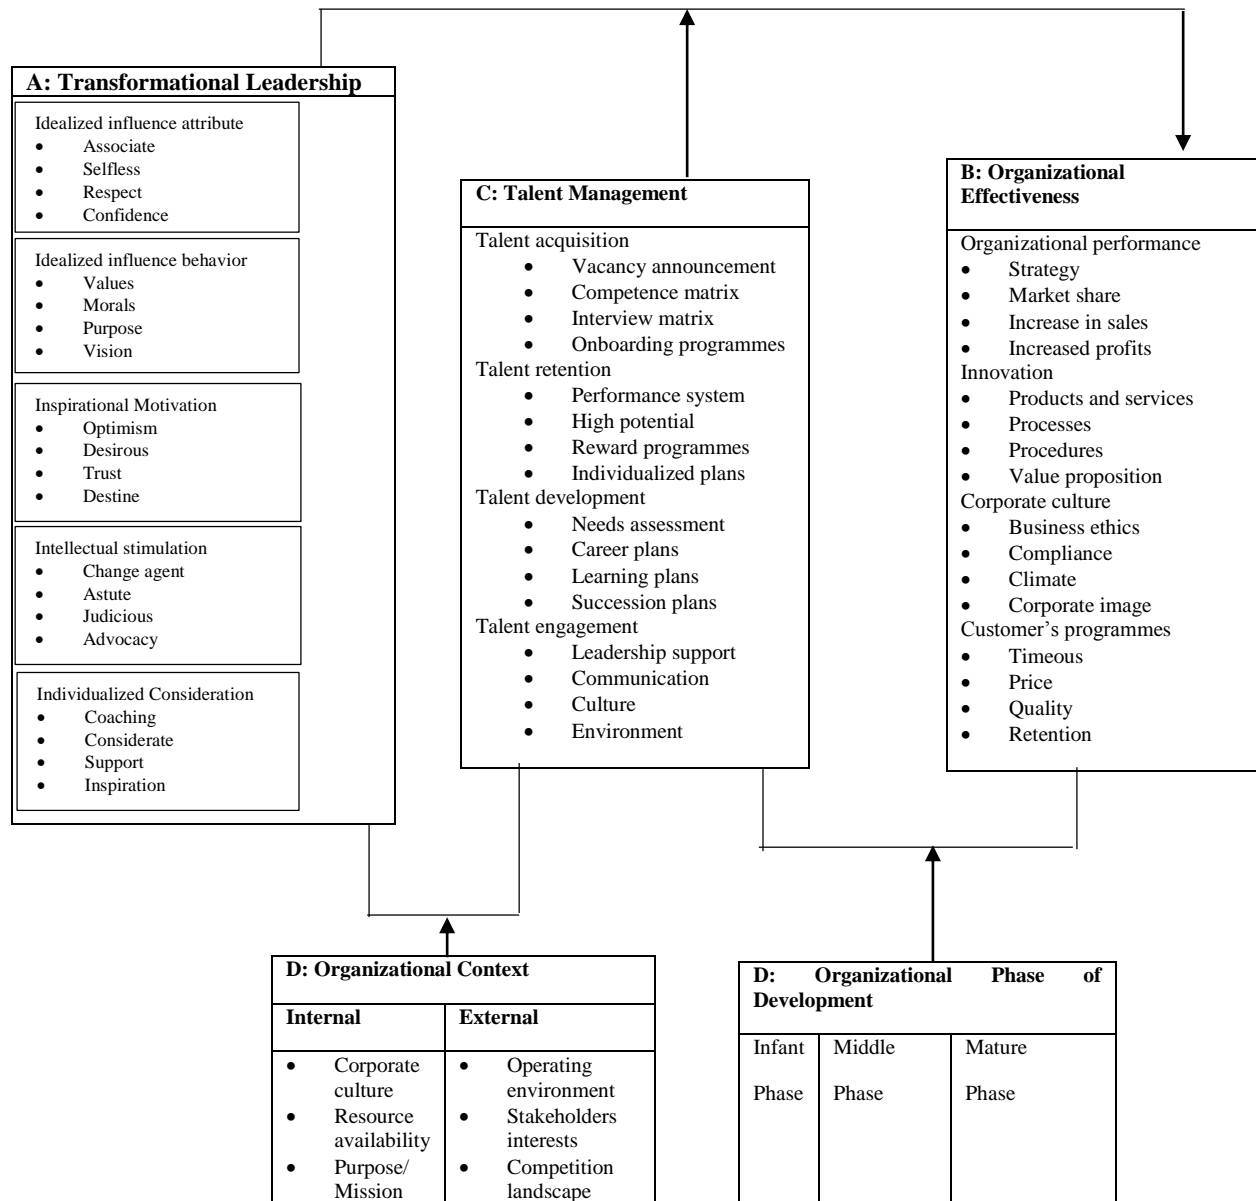 A: Transformational Leadership
Idealized influence attribute
• Associate
• Selfless
• Respect
• Confidence
Idealized influence behavior
• Values
• Morals
• Purpose
• Vision
Inspirational Motivation
• Optimism
• Desirous
• Trust
• Destine
Intellectual stimulation
• Change agent
• Astute
• Judicious
• Advocacy
Individualized Consideration
• Coaching
• Considerate
• Support
• Inspiration
C: Talent Management
Talent acquisition
• Vacancy announcement
• Competence matrix
• Interview matrix
• Onboarding programmes
Talent retention
• Performance system
• High potential
• Reward programmes
• Individualized plans
Talent development
• Needs assessment
• Career plans
• Learning plans
• Succession plans
Talent engagement
• Leadership support
• Communication
• Culture
• Environment
B: Organizational
Effectiveness
Organizational performance
• Strategy
• Market share
• Increase in sales
• Increased profits
Innovation
• Products and services
• Processes
• Procedures
• Value proposition
Corporate culture
• Business ethics
• Compliance
• Climate
• Corporate image
Customer’s programmes
• Timeous
• Price
• Quality
• Retention
D: Organizational Context
Internal
• Corporate
culture
• Resource
availability
• Purpose/
Mission
External
• Operating
environment
• Stakeholders
interests
• Competition
landscape
D: Organizational Phase of
Development
Infant
Phase
Middle
Phase
Mature
Phase